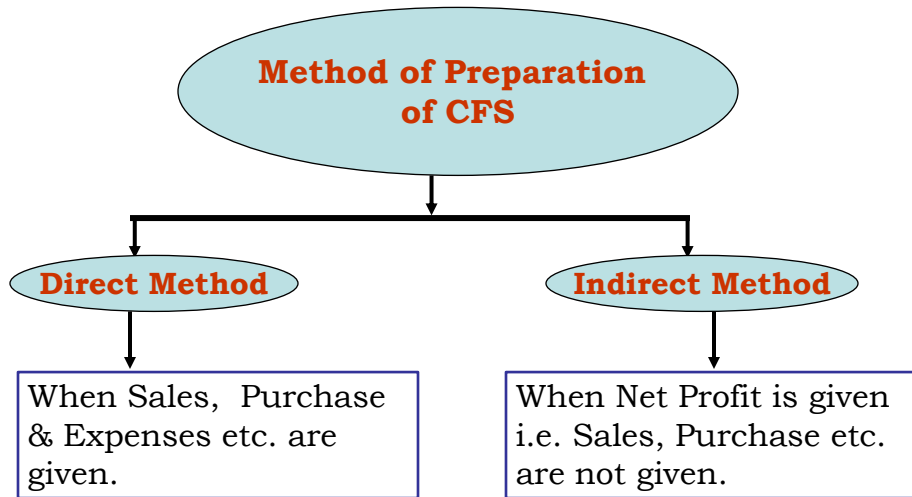 Method of Preparation
of CFS
Direct Method
Indirect Method
When Sales, Purchase
& Expenses etc. are
given.
When Net Profit is given
i.e. Sales, Purchase etc.
are not given.